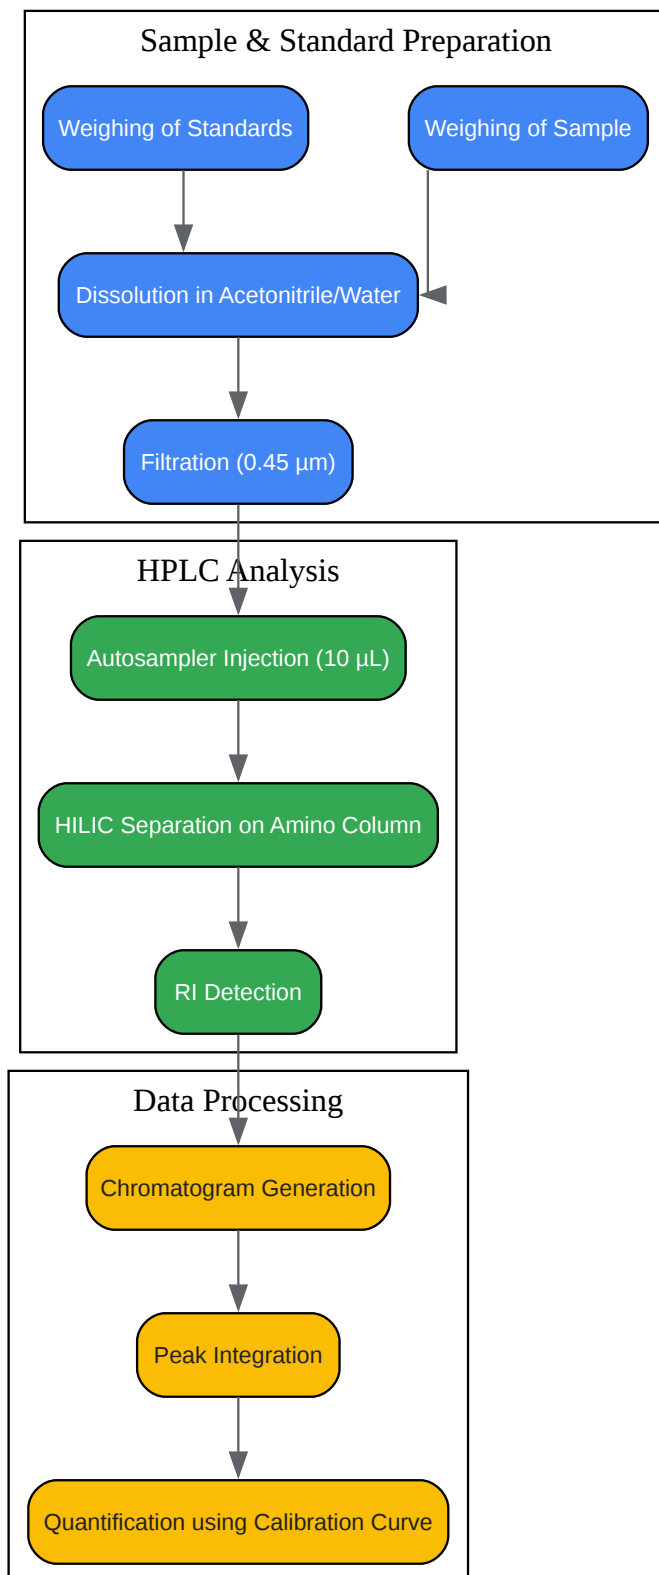 Sample & Standard Preparation
Weighing of Standards
Weighing of Sample
Dissolution in Acetonitrile/Water
Filtration (0.45 µm)
HPLC Analysis
Autosampler Injection (10 µL)
HILIC Separation on Amino Column
RI Detection
Data Processing
Chromatogram Generation
Peak Integration
Quantification using Calibration Curve